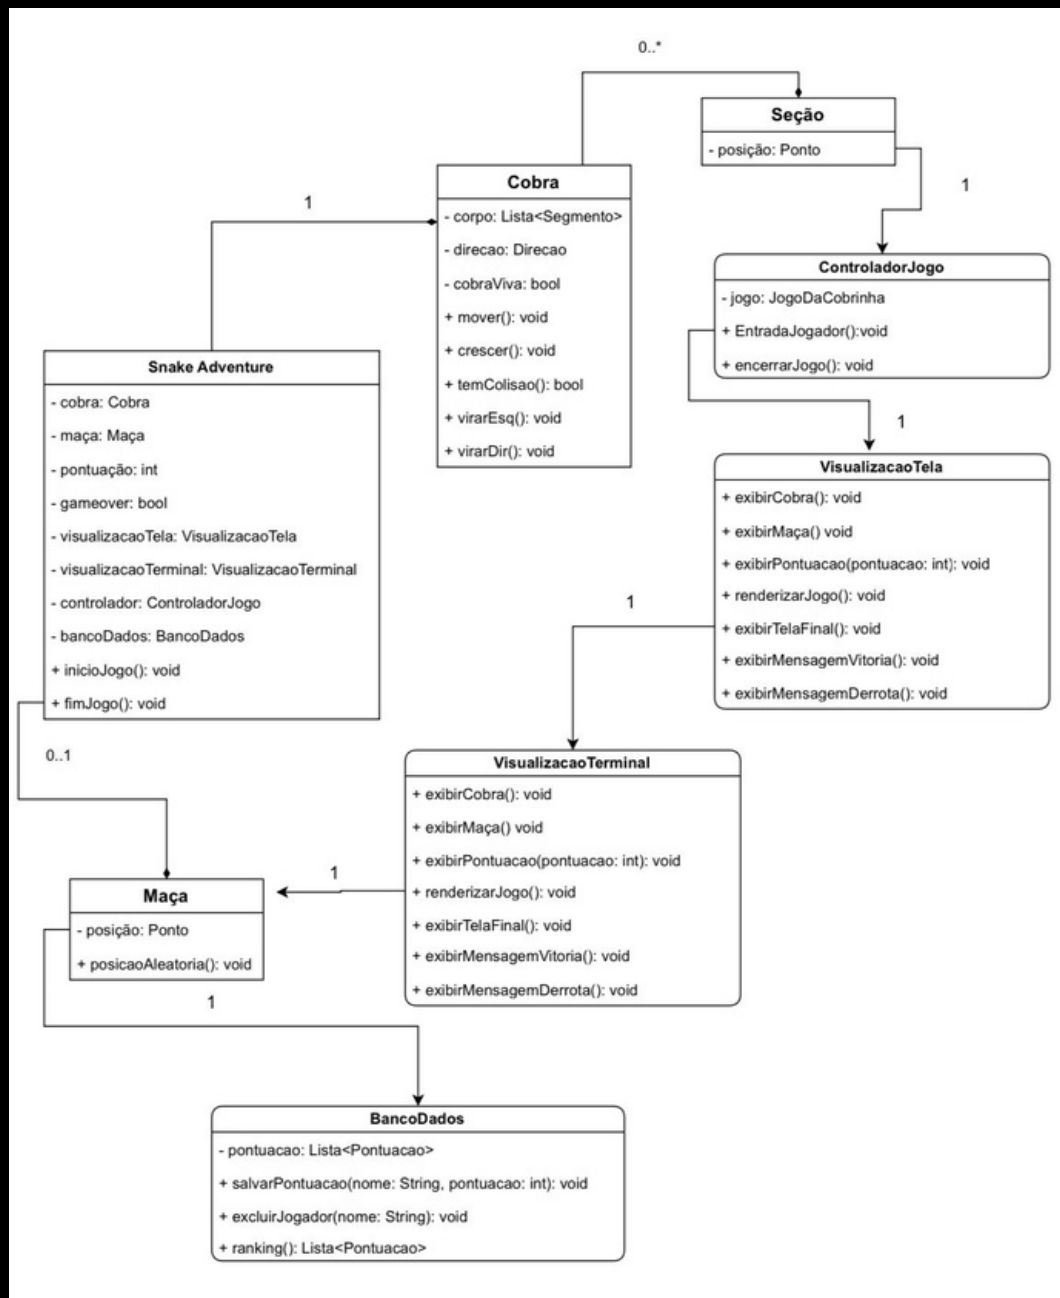 0..*
Seção
- posição: Ponto
1
Cobra
- corpo: Lista<Segmento>
- direcao: Direcao
- cobraViva: bool
+ mover(): void
+ crescer(): void
+ temColisao(): bool
+ virarEsq(): void
+ virarDir(): void
1
ControladorJogo
- jogo: JogoDaCobrinha
+ EntradaJogador():void
+ encerrarJogo(): void
1
Snake Adventure
- cobra: Cobra
- maça: Maça
- pontuação: int
- gameover: bool
- visualizacaoTela: VisualizacaoTela
- visualizacaoTerminal: VisualizacaoTerminal
- controlador: ControladorJogo
- bancoDados: BancoDados
+ inicioJogo(): void
+ fimJogo(): void
0..1
VisualizacaoTela
+ exibirCobra(): void
+ exibirMaça() void
+ exibirPontuacao(pontuacao: int): void
+ renderizarJogo(): void
+ exibirTelaFinal(): void
+ exibirMensagemVitoria(): void
+ exibirMensagemDerrota(): void
1
VisualizacaoTerminal
+ exibirCobra(): void
+ exibirMaça() void
+ exibirPontuacao(pontuacao: int): void
+ renderizarJogo(): void
+ exibirTelaFinal(): void
+ exibirMensagemVitoria(): void
+ exibirMensagemDerrota(): void
1
Maça
- posição: Ponto
+ posicaoAleatoria(): void
1
BancoDados
- pontuacao: Lista<Pontuacao>
+ salvarPontuacao(nome: String, pontuacao: int): void
+ excluirJogador(nome: String): void
+ ranking(): Lista<Pontuacao>